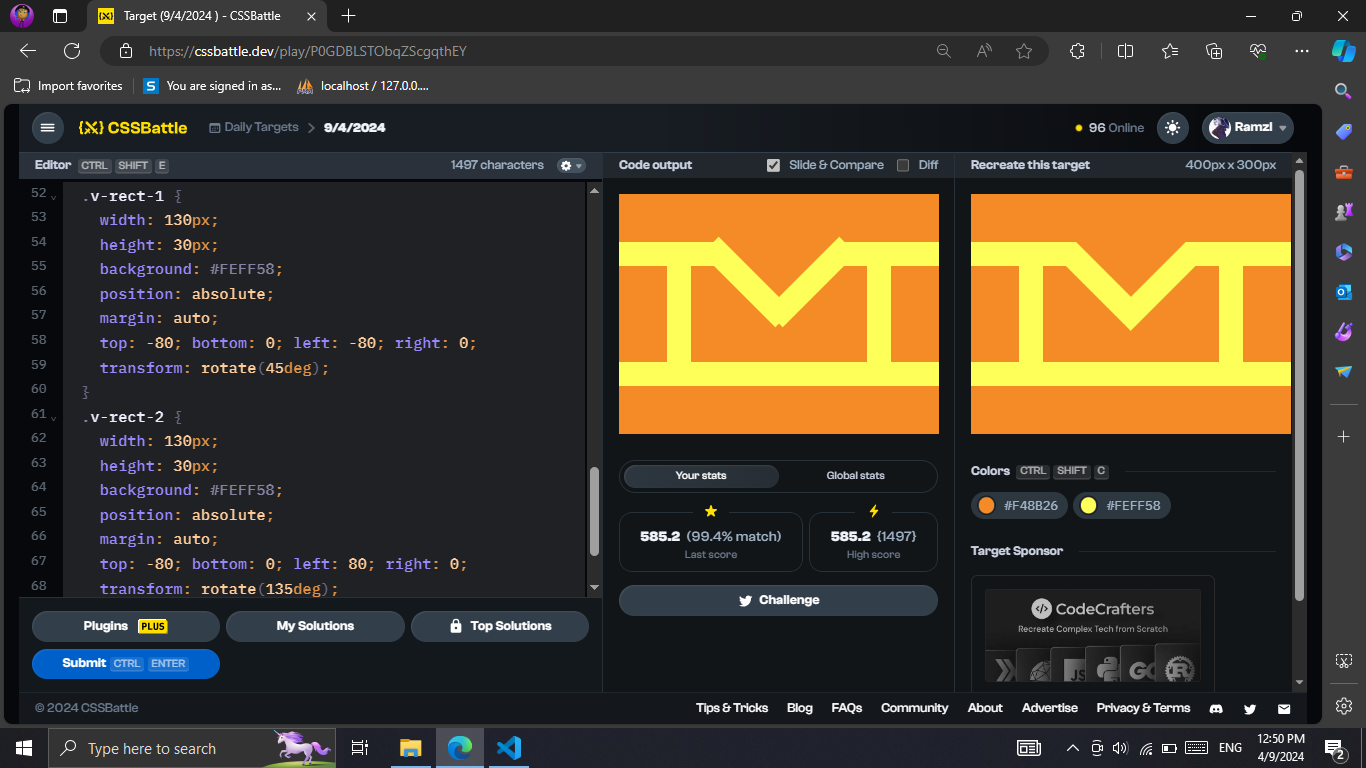 Target (9/4/2024 ) - CSSBattle
https://cssbattle.dev/play/P0GDBLSTObqZScgqthEY
Import favorites
S You are signed in as...
localhost / 127.0.0....
{X} CSSBattle
Daily Targets > 9/4/2024
96 Online
Ramzi
Editor CTRL SHIFT E
1497 characters
Code output
Slide & Compare
Diff
Recreate this target
400px x 300px
52 .v-rect-1 {
53 width: 130px;
54 height: 30px;
55 background: #FEFF58;
56 position: absolute;
57 margin: auto;
58 top: -80; bottom: 0; left: -80; right: 0;
59 transform: rotate(45deg);
60 }
61 .v-rect-2 {
62 width: 130px;
63 height: 30px;
64 background: #FEFF58;
65 position: absolute;
66 margin: auto;
67 top: -80; bottom: 0; left: 80; right: 0;
68 transform: rotate(135deg);
Your stats
Global stats
585.2 (99.4% match)
Last score
585.2 {1497}
High score
Challenge
Colors CTRL SHIFT C
#F48B26
#FEFF58
Target Sponsor
CodeCrafters
Recreate Complex Tech from Scratch
JS
GO
Plugins PLUS
My Solutions
Top Solutions
Submit CTRL ENTER
© 2024 CSSBattle
Tips & Tricks
Blog
FAQs
Community
About
Advertise
Privacy & Terms
Type here to search
ENG
12:50 PM
4/9/2024
2